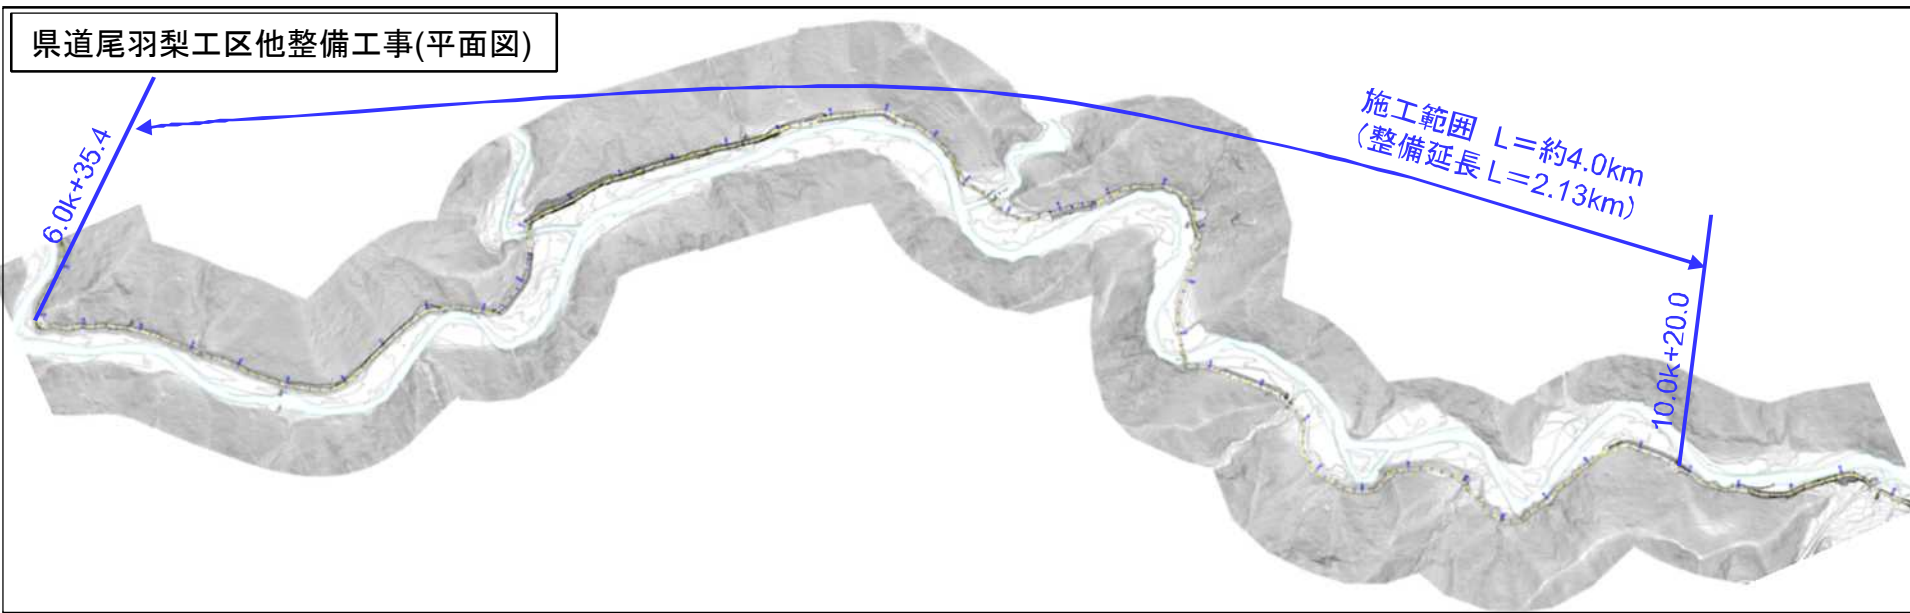 県道尾羽梨工区他整備工事(平面図)
6.0k+35.4
施工範囲 L=約4.0km
(整備延長 L=2.13km)
10.0k+20.0